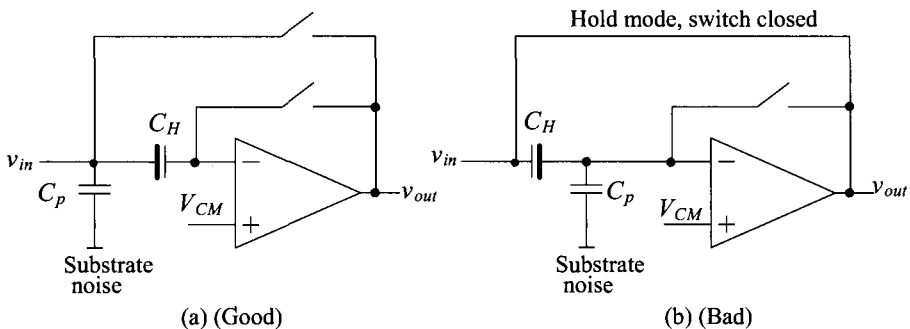 Hold mode, switch closed
C_H
v_in
C_p
−
V_CM
+
v_out
Substrate
noise
(a) (Good)
C_H
v_in
C_p
−
V_CM
+
v_out
Substrate
noise
(b) (Bad)